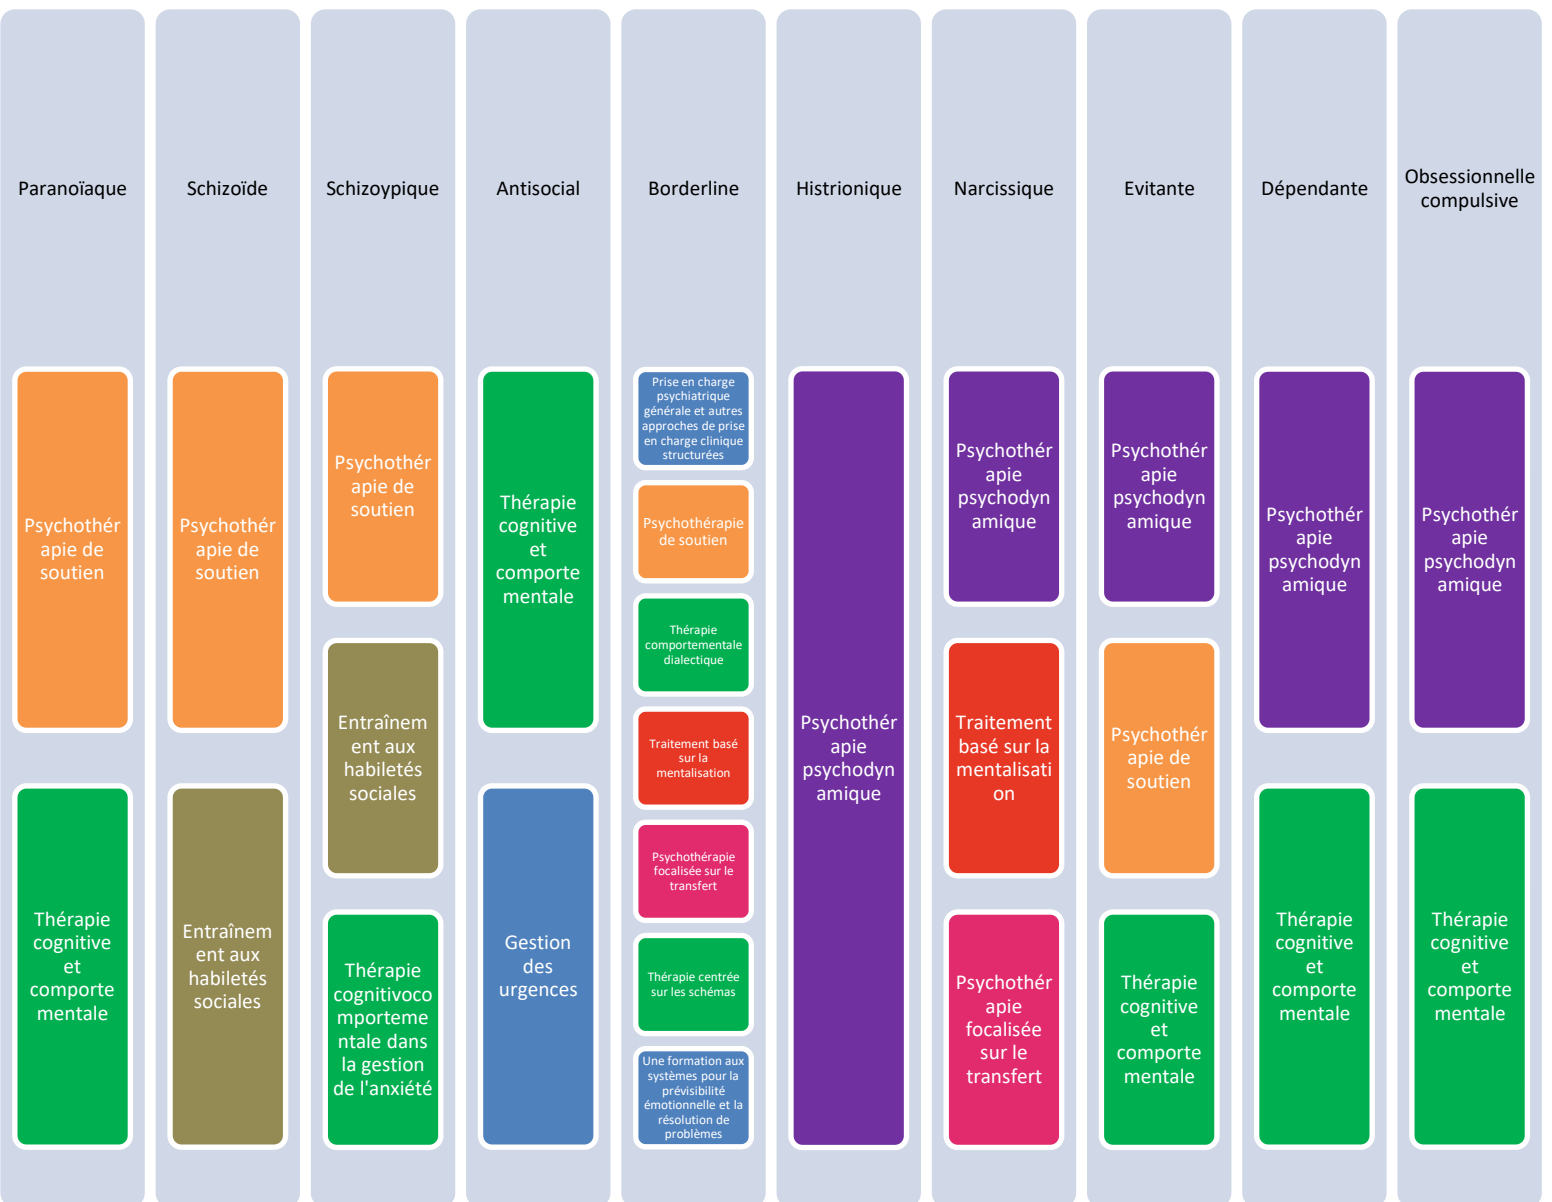 Paranoïaque
Schizoïde
Schizoypique
Antisocial
Borderline
Histrionique
Narcissique
Evitante
Dépendante
Obsessionnelle
compulsive
Psychothér
apie de
soutien
Thérapie
cognitive
et
comporte
mentale
Psychothér
apie de
soutien
Entraînem
ent aux
habiletés
sociales
Psychothér
apie de
soutien
Entraînem
ent aux
habiletés
sociales
Thérapie
cognitivoco
mporteme
ntale dans
la gestion
de l'anxiété
Thérapie
cognitive
et
comporte
mentale
Gestion
des
urgences
Prise en charge
psychiatrique
générale et autres
approches de prise
en charge clinique
structurées
Psychothérapie
de soutien
Thérapie
comportementale
dialectique
Traitement basé
sur la
mentalisation
Psychothérapie
focalisée sur le
transfert
Thérapie centrée
sur les schémas
Une formation aux
systèmes pour la
prévisibilité
émotionnelle et la
résolution de
problèmes
Psychothér
apie
psychodyn
amique
Psychothér
apie
psychodyn
amique
Traitement
basé sur la
mentalisati
on
Psychothér
apie
focalisée
sur le
transfert
Psychothér
apie
psychodyn
amique
Psychothér
apie de
soutien
Thérapie
cognitive
et
comporte
mentale
Psychothér
apie
psychodyn
amique
Thérapie
cognitive
et
comporte
mentale
Psychothér
apie
psychodyn
amique
Thérapie
cognitive
et
comporte
mentale